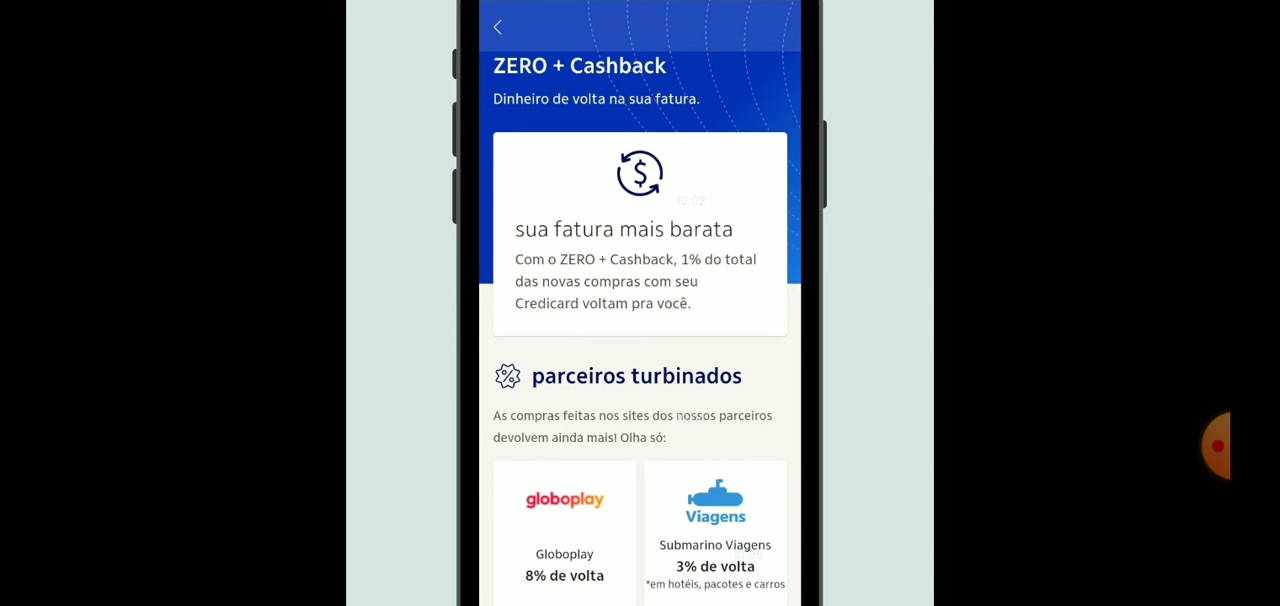 ZERO + Cashback
Dinheiro de volta na sua fatura.
$
10:02
sua fatura mais barata
Com o ZERO + Cashback, 1% do total
das novas compras com seu
Credicard voltam pra você.
% parceiros turbinados
As compras feitas nos sites dos nossos parceiros
devolvem ainda mais! Olha só:
globoplay
Viagens
Globoplay
8% de volta
Submarino Viagens
3% de volta
*em hotéis, pacotes e carros